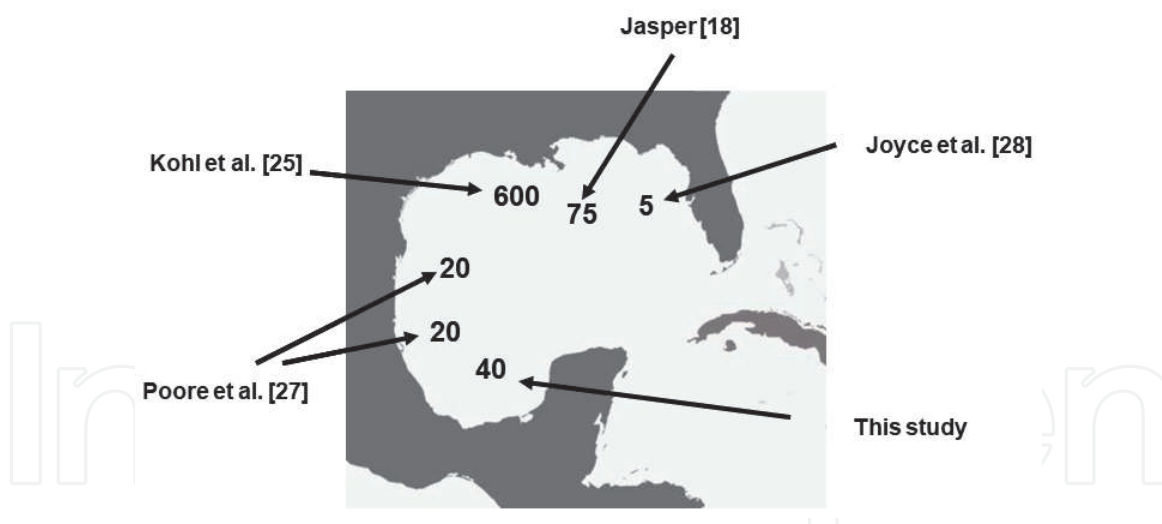 Jasper[18]
Kohl et al. [25]
Joyce et al. [28]
600
75
5
20
20
40
Poore et al. [27]
This study